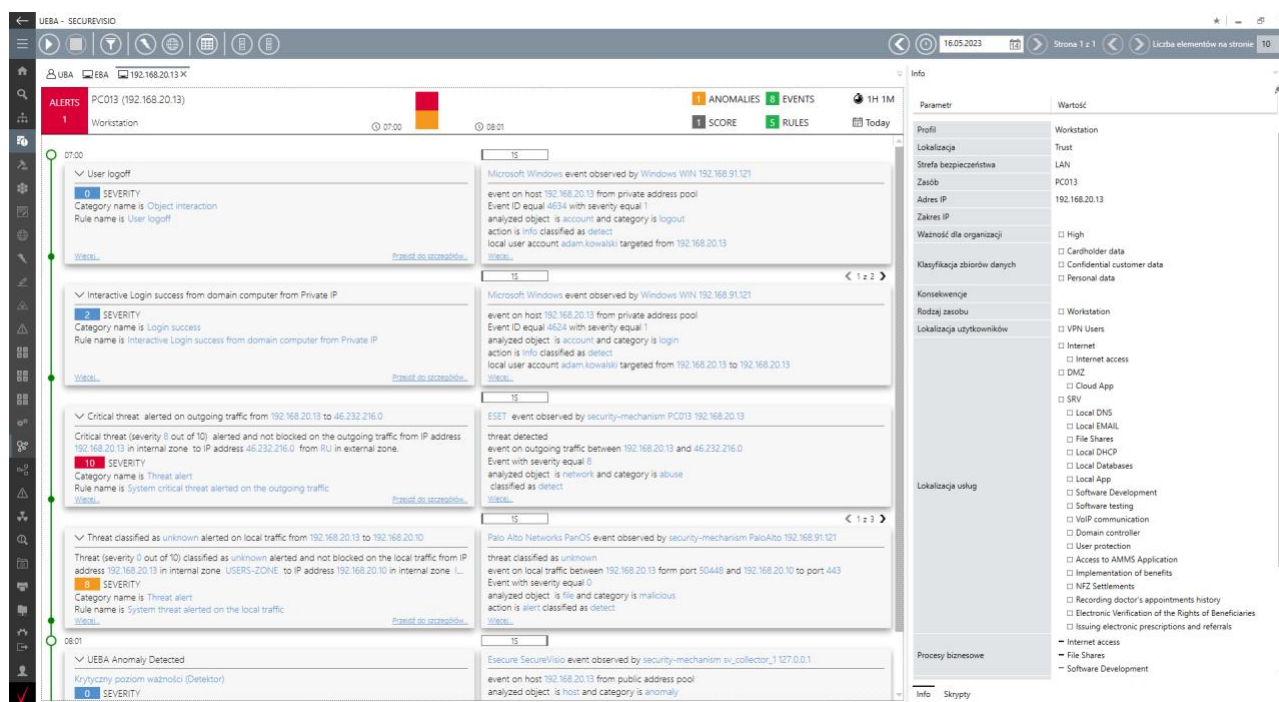 UEBA - SECUREVISIO
16.05.2023
14
Strona 1 z 1
Liczba elementów na stronie
10
UBA
EBA
192.168.20.13 ×
ALERTS
1
PC013 (192.168.20.13)
Workstation
07:00
08:01
1 ANOMALIES
8 EVENTS
1H 1M
1 SCORE
5 RULES
Today
07:00
1S
User logoff
0 SEVERITY
Category name is Object interaction
Rule name is User logoff
Więcej...
Przejdź do szczegółów...
Microsoft Windows event observed by Windows WIN 192.168.91.121
event on host 192.168.20.13 from private address pool
Event ID equal 4634 with severity equal 1
analyzed object is account and category is logout
action is Info classified as detect
local user account adam.kowalski targeted from 192.168.20.13
Więcej...
1S
1 z 2
Interactive Login success from domain computer from Private IP
2 SEVERITY
Category name is Login success
Rule name is Interactive Login success from domain computer from Private IP
Więcej...
Przejdź do szczegółów...
Microsoft Windows event observed by Windows WIN 192.168.91.121
event on host 192.168.20.13 from private address pool
Event ID equal 4624 with severity equal 1
analyzed object is account and category is login
action is Info classified as detect
local user account adam.kowalski targeted from 192.168.20.13 to 192.168.20.13
Więcej...
1S
Critical threat alerted on outgoing traffic from 192.168.20.13 to 46.232.216.0
Critical threat (severity 8 out of 10) alerted and not blocked on the outgoing traffic from IP address
192.168.20.13 in internal zone to IP address 46.232.216.0 from RU in external zone.
10 SEVERITY
Category name is Threat alert
Rule name is System critical threat alerted on the outgoing traffic
Więcej...
Przejdź do szczegółów...
ESET event observed by security-mechanism PC013 192.168.20.13
threat detected
event on outgoing traffic between 192.168.20.13 and 46.232.216.0
Event with severity equal 8
analyzed object is network and category is abuse
classified as detect
Więcej...
1S
1 z 3
Threat classified as unknown alerted on local traffic from 192.168.20.13 to 192.168.20.10
Threat (severity 0 out of 10) classified as unknown alerted and not blocked on the local traffic from IP
address 192.168.20.13 in internal zone USERS-ZONE to IP address 192.168.20.10 in internal zone I...
8 SEVERITY
Category name is Threat alert
Rule name is System threat alerted on the local traffic
Więcej...
Przejdź do szczegółów...
Palo Alto Networks PanOS event observed by security-mechanism PaloAlto 192.168.91.121
threat classified as unknown
event on local traffic between 192.168.20.13 form port 50448 and 192.168.20.10 to port 443
Event with severity equal 0
analyzed object is file and category is malicious
action is alert classified as detect
Więcej...
08:01
1S
UEBA Anomaly Detected
Krytyczny poziom ważności (Detektor)
0 SEVERITY
Esecure SecureVisio event observed by security-mechanism sv_collector_1 127.0.0.1
event on host 192.168.20.13 from public address pool
analyzed object is host and category is anomaly
Info
Parametr
Wartość
Profil
Workstation
Lokalizacja
Trust
Strefa bezpieczeństwa
LAN
Zasób
PC013
Adres IP
192.168.20.13
Zakres IP
Ważność dla organizacji
High
Klasyfikacja zbiorów danych
Cardholder data
Confidential customer data
Personal data
Konsekwencje
Rodzaj zasobu
Workstation
Lokalizacja użytkowników
VPN Users
Lokalizacja usług
Internet
Internet access
DMZ
Cloud App
SRV
Local DNS
Local EMAIL
File Shares
Local DHCP
Local Databases
Local App
Software Development
Software testing
VoIP communication
Domain controller
User protection
Access to AMMS Application
Implementation of benefits
NFZ Settlements
Recording doctor's appointments history
Electronic Verification of the Rights of Beneficiaries
Issuing electronic prescriptions and referrals
Procesy biznesowe
Internet access
File Shares
Software Development
Info
Skrypty